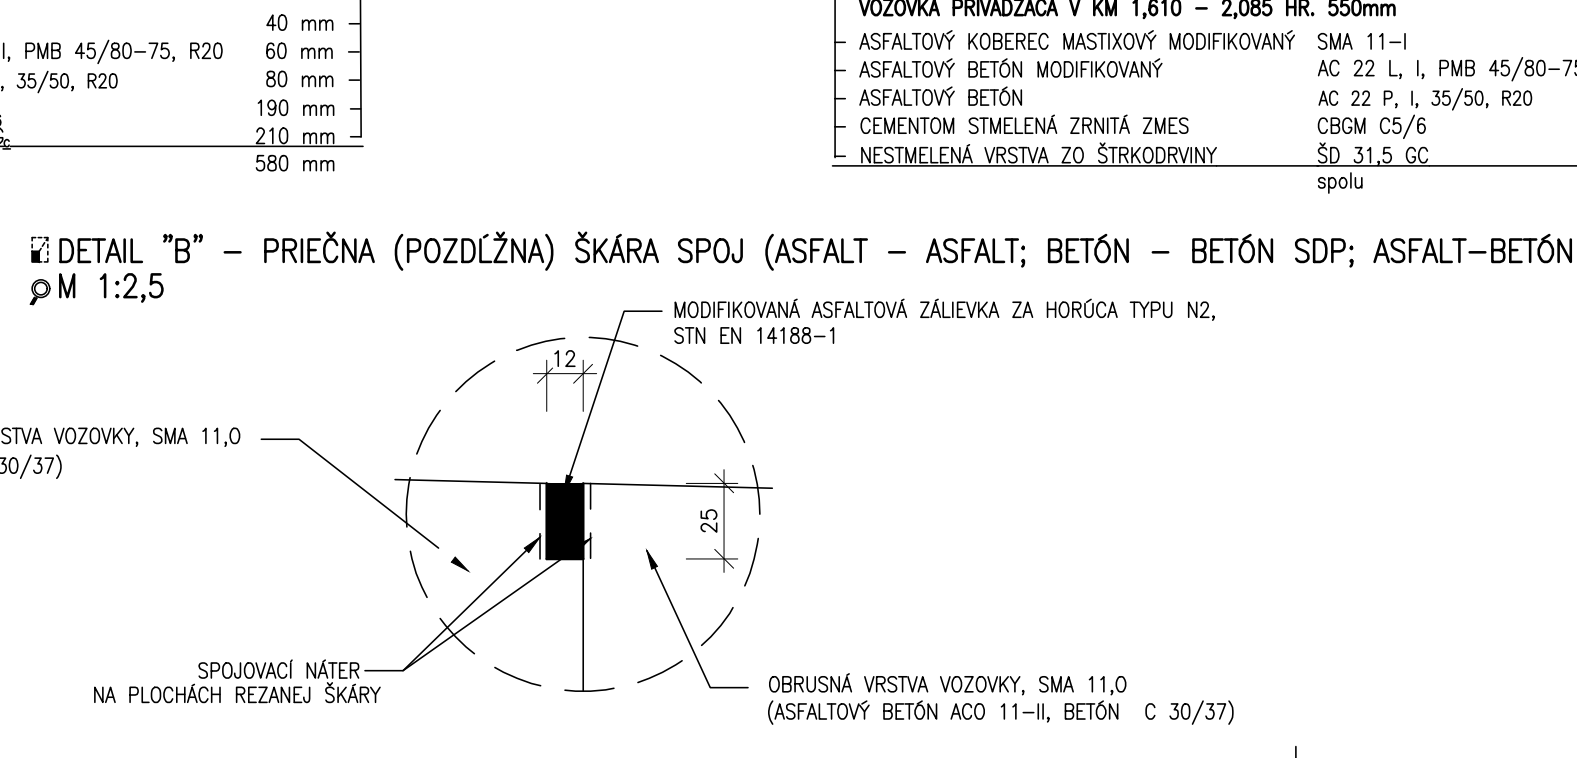 40 mm
I, PMB 45/80-75, R20 60 mm
, 35/50, R20 80 mm
190 mm
210 mm
580 mm
VOZOVKA PRIVÁDZAČA V KM 1,610 - 2,085 HR. 550mm
ASFALTOVÝ KOBEREC MASTIXOVÝ MODIFIKOVANÝ SMA 11-I
ASFALTOVÝ BETÓN MODIFIKOVANÝ AC 22 L, I, PMB 45/80-75
ASFALTOVÝ BETÓN AC 22 P, I, 35/50, R20
CEMENTOM STMELENÁ ZRNITÁ ZMES CBGM C5/6
NESTMELENÁ VRSTVA ZO ŠTRKODRVINY ŠD 31,5 GC
spolu
DETAIL "B" - PRIEČNA (POZDĹŽNA) ŠKÁRA SPOJ (ASFALT - ASFALT; BETÓN - BETÓN SDP; ASFALT-BETÓN
M 1:2,5
MODIFIKOVANÁ ASFALTOVÁ ZÁLIEVKA ZA HORÚCA TYPU N2,
STN EN 14188-1
12
STVA VOZOVKY, SMA 11,O
30/37)
25
SPOJOVACÍ NÁTER
NA PLOCHÁCH REZANEJ ŠKÁRY
OBRUSNÁ VRSTVA VOZOVKY, SMA 11,O
(ASFALTOVÝ BETÓN ACO 11-II, BETÓN C 30/37)